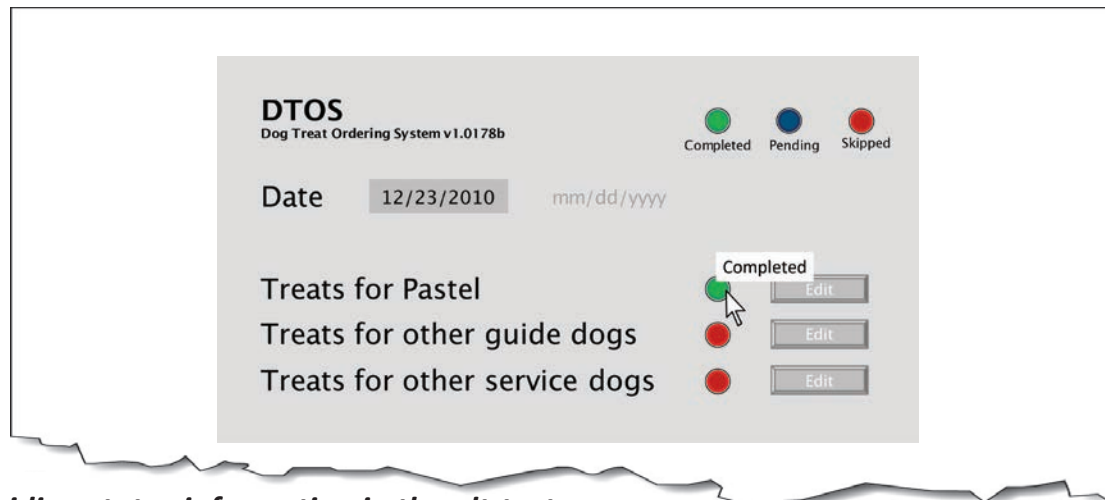 DTOS
Dog Treat Ordering System v1.0178b
Completed Pending Skipped
Date 12/23/2010 mm/dd/yyyy
Completed
Treats for Pastel Edit
Treats for other guide dogs Edit
Treats for other service dogs Edit